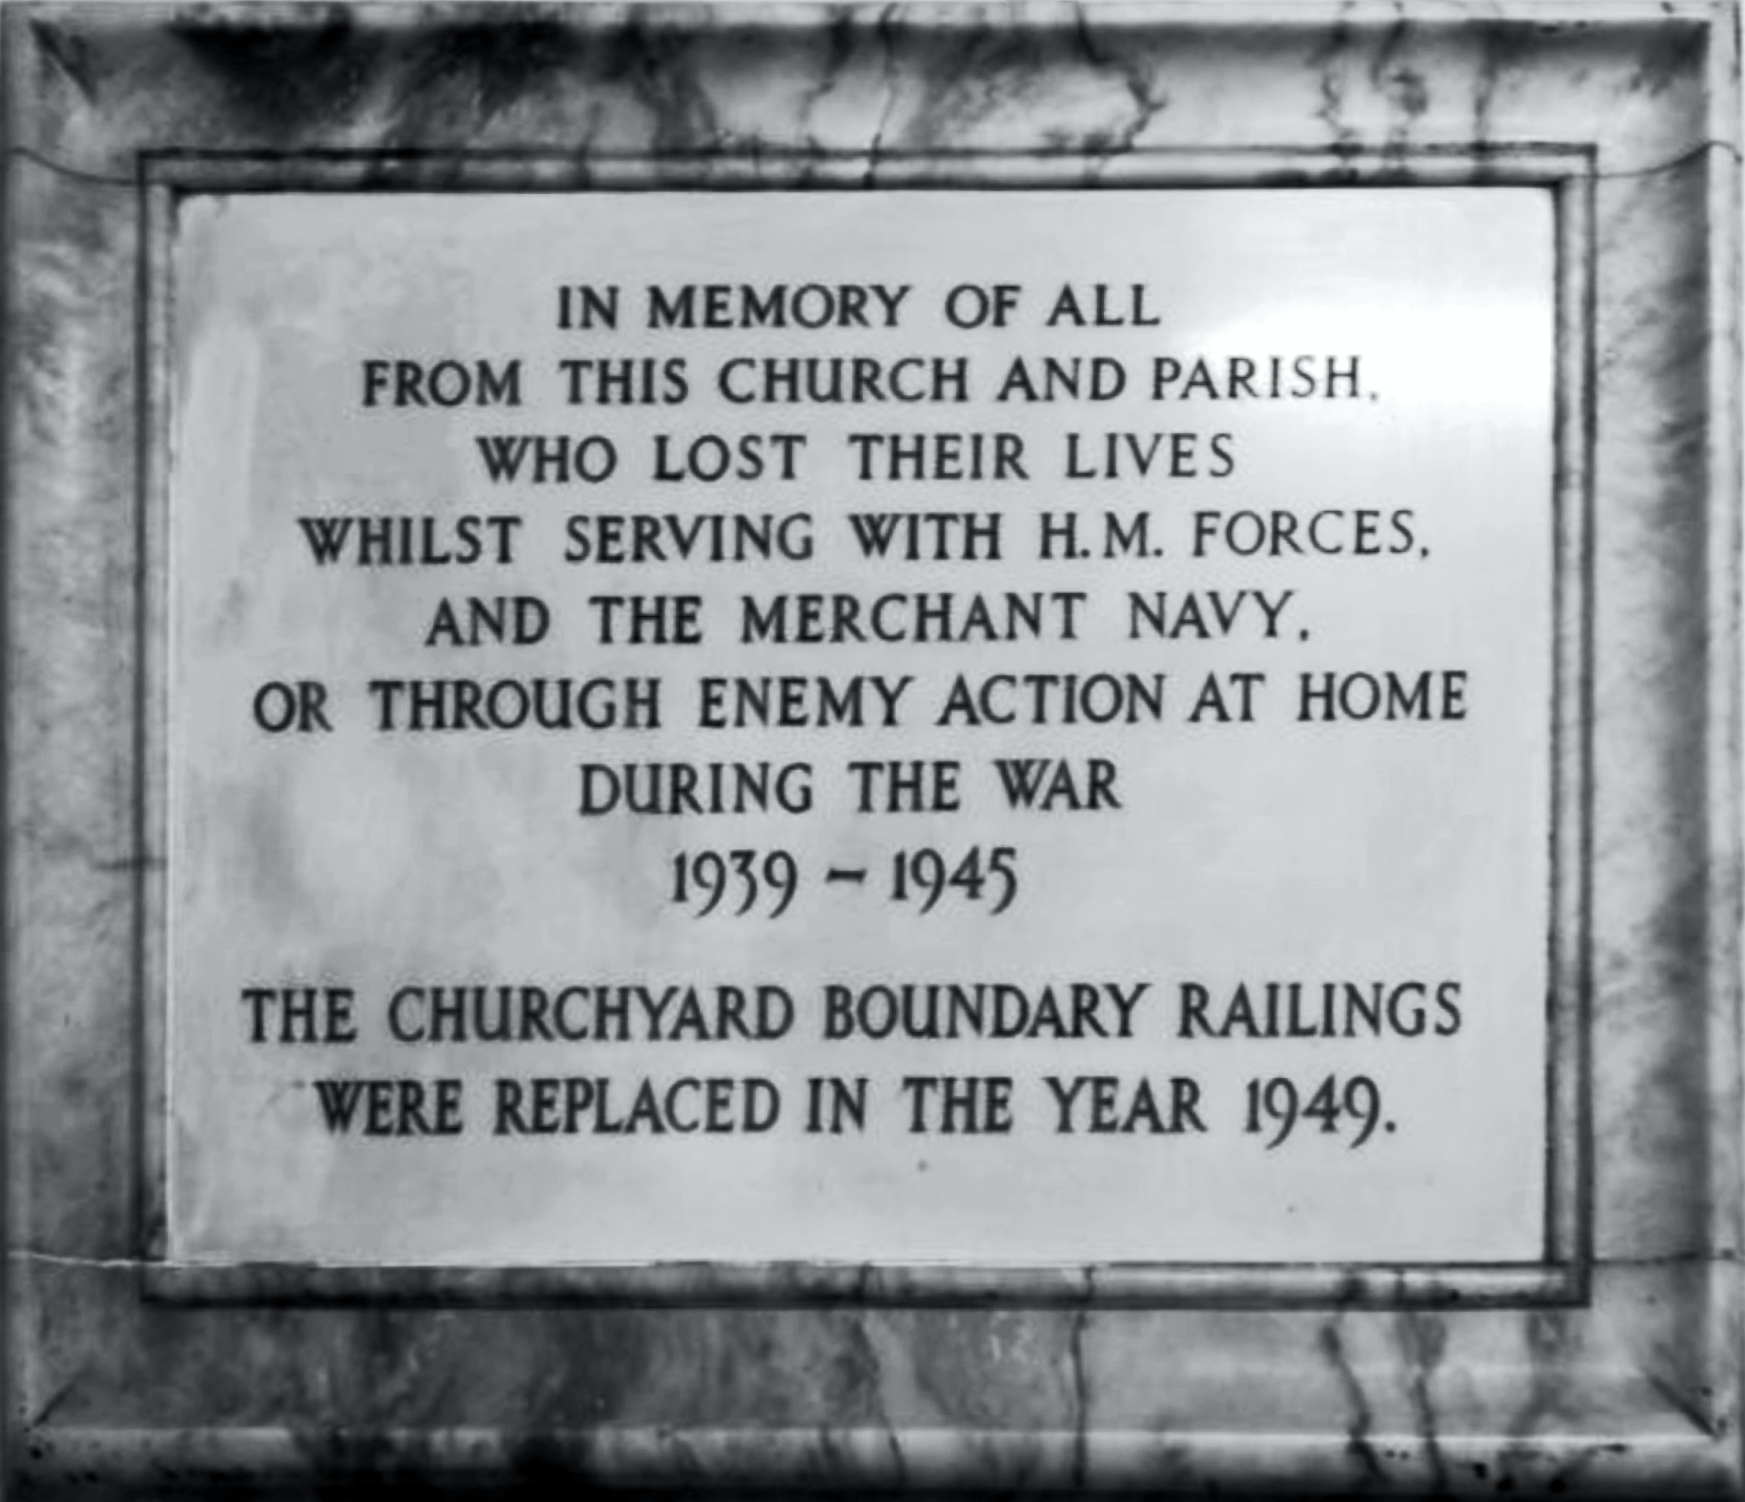 IN MEMORY OF ALL
FROM THIS CHURCH AND PARISH,
WHO LOST THEIR LIVES
WHILST SERVING WITH H.M. FORCES,
AND THE MERCHANT NAVY,
OR THROUGH ENEMY ACTION AT HOME
DURING THE WAR
1939 – 1945
THE CHURCHYARD BOUNDARY RAILINGS
WERE REPLACED IN THE YEAR 1949.